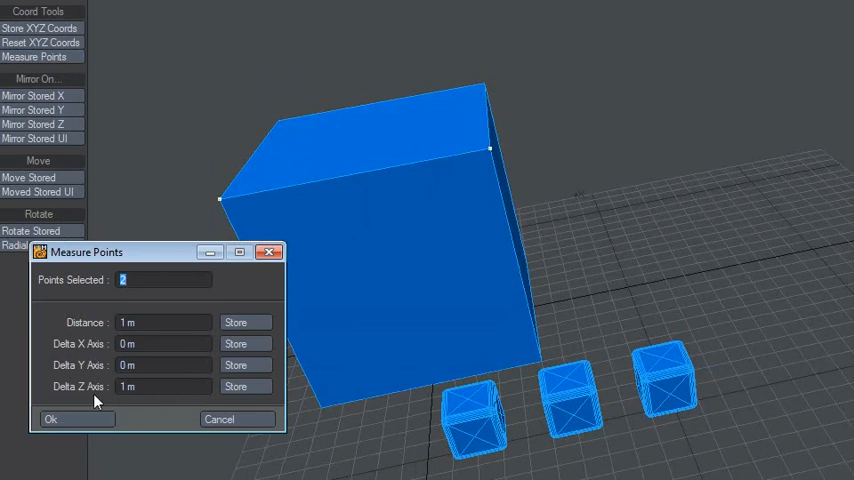 Coord Tools
Store XYZ Coords
Reset XYZ Coords
Measure Points
Mirror On...
Mirror Stored X
Mirror Stored Y
Mirror Stored Z
Mirror Stored UI
Move
Move Stored
Moved Stored UI
Rotate
Rotate Stored
Radial
Measure Points
Points Selected : 2
Distance : 1 m Store
Delta X Axis : 0 m Store
Delta Y Axis : 0 m Store
Delta Z Axis : 1 m Store
Ok Cancel